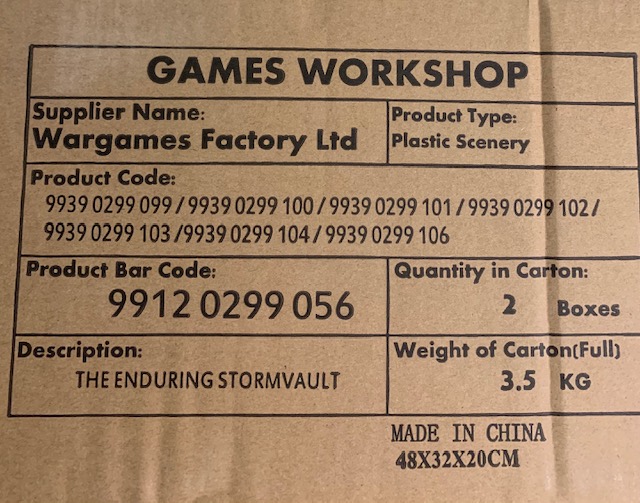 GAMES WORKSHOP
Supplier Name:
Wargames Factory Ltd
Product Type:
Plastic Scenery
Product Code:
9939 0299 099 / 9939 0299 100 / 9939 0299 101 / 9939 0299 102 /
9939 0299 103 /9939 0299 104 / 9939 0299 106
Product Bar Code:
9912 0299 056
Quantity in Carton:
2 Boxes
Description:
THE ENDURING STORMVAULT
Weight of Carton(Full)
3.5 KG
MADE IN CHINA
48X32X20CM